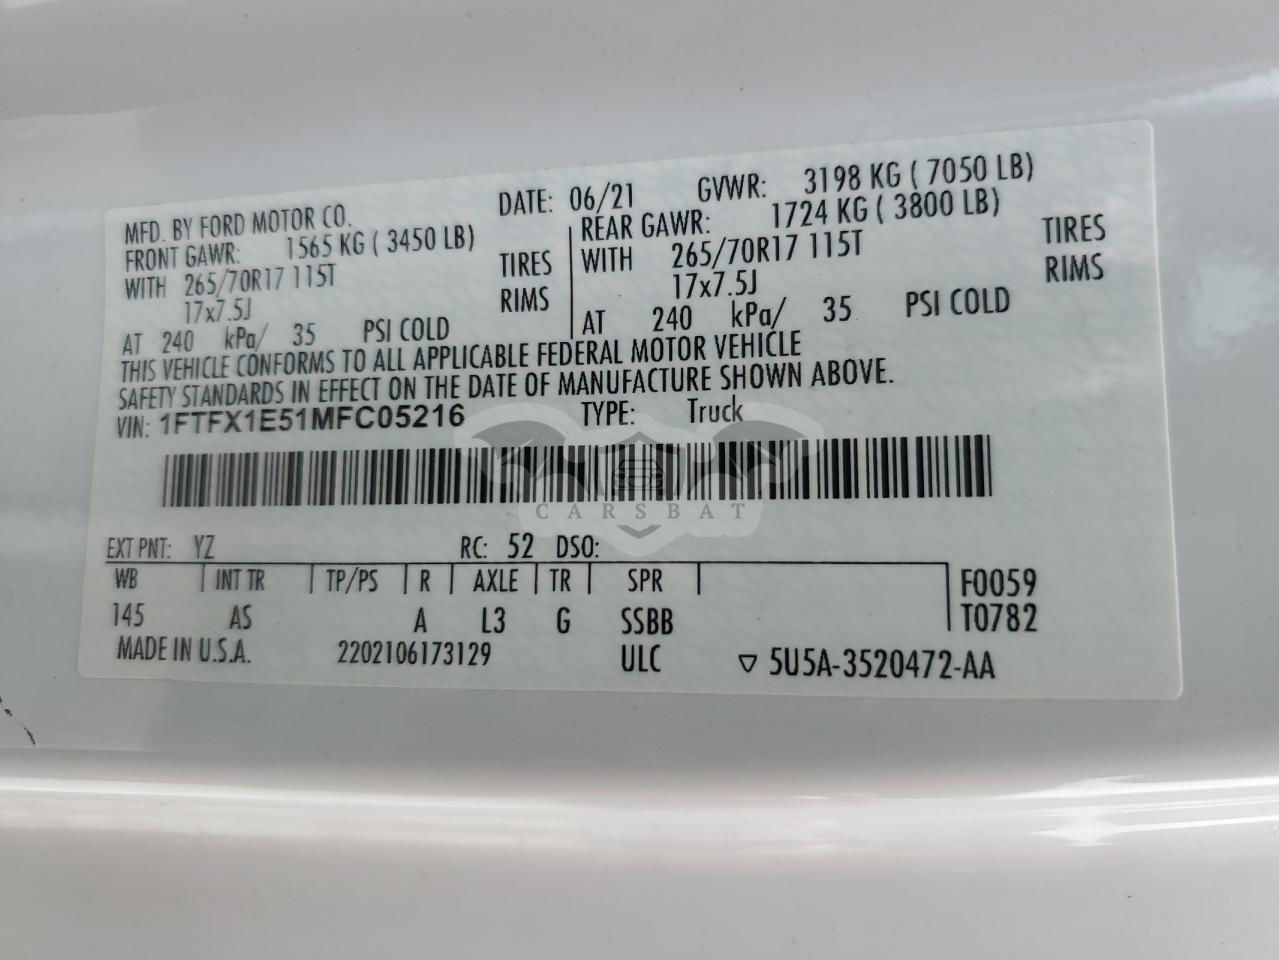 MFD. BY FORD MOTOR CO. DATE: 06/21 GVWR: 3198 KG ( 7050 LB)
FRONT GAWR: 1565 KG ( 3450 LB) REAR GAWR: 1724 KG ( 3800 LB)
WITH 265/70R17 115T TIRES WITH 265/70R17 115T TIRES
17x7.5J RIMS 17x7.5J RIMS
AT 240 kPa/ 35 PSI COLD AT 240 kPa/ 35 PSI COLD
THIS VEHICLE CONFORMS TO ALL APPLICABLE FEDERAL MOTOR VEHICLE
SAFETY STANDARDS IN EFFECT ON THE DATE OF MANUFACTURE SHOWN ABOVE.
VIN: 1FTFX1E51MFC05216 TYPE: Truck
CARSBAT
EXT PNT: YZ RC: 52 DSO:
WB INT TR TP/PS R AXLE TR SPR F0059
145 AS A L3 G SSBB T0782
MADE IN U.S.A. 2202106173129 ULC ▽ 5U5A-3520472-AA